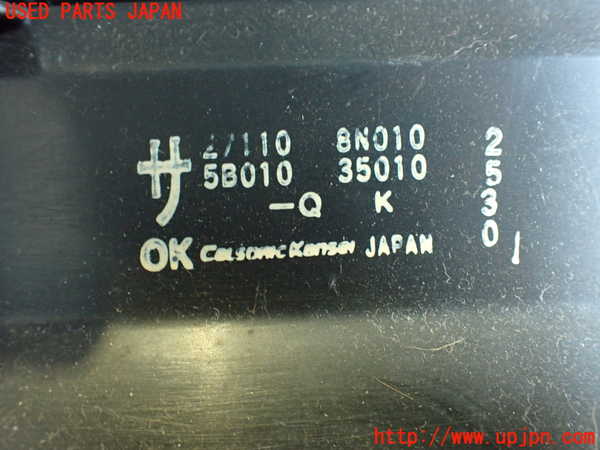 USED PARTS JAPAN
サ 27110 8N010 2
5B010 35010 5
-Q K 3
OK CalsonicKansei JAPAN 0
http://www.upjpn.com